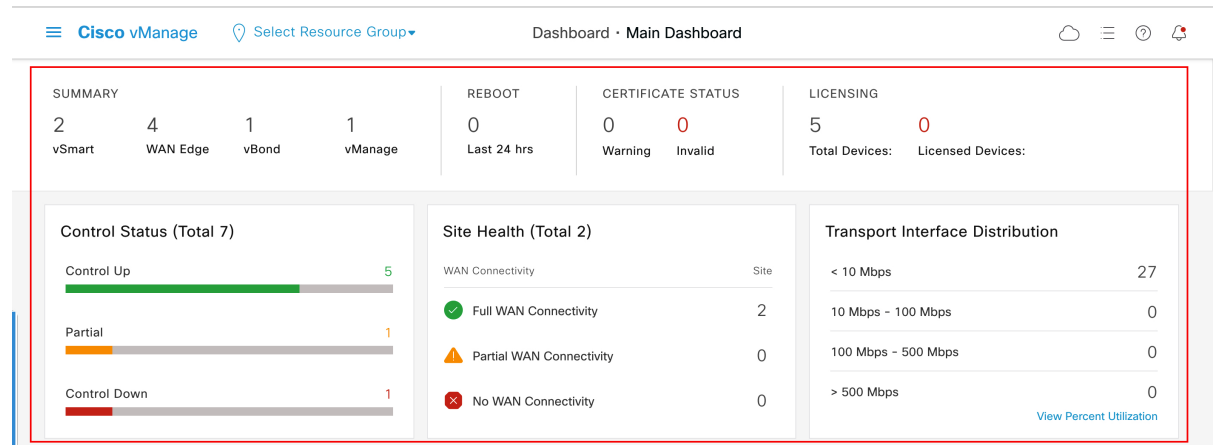 Cisco vManage Select Resource Group▾ Dashboard · Main Dashboard
SUMMARY REBOOT CERTIFICATE STATUS LICENSING
2 4 1 1 0 0 0 5 0
vSmart WAN Edge vBond vManage Last 24 hrs Warning Invalid Total Devices: Licensed Devices:
Control Status (Total 7)
Control Up 5
Partial 1
Control Down 1
Site Health (Total 2)
WAN Connectivity Site
Full WAN Connectivity 2
Partial WAN Connectivity 0
No WAN Connectivity 0
Transport Interface Distribution
< 10 Mbps 27
10 Mbps - 100 Mbps 0
100 Mbps - 500 Mbps 0
> 500 Mbps 0
View Percent Utilization